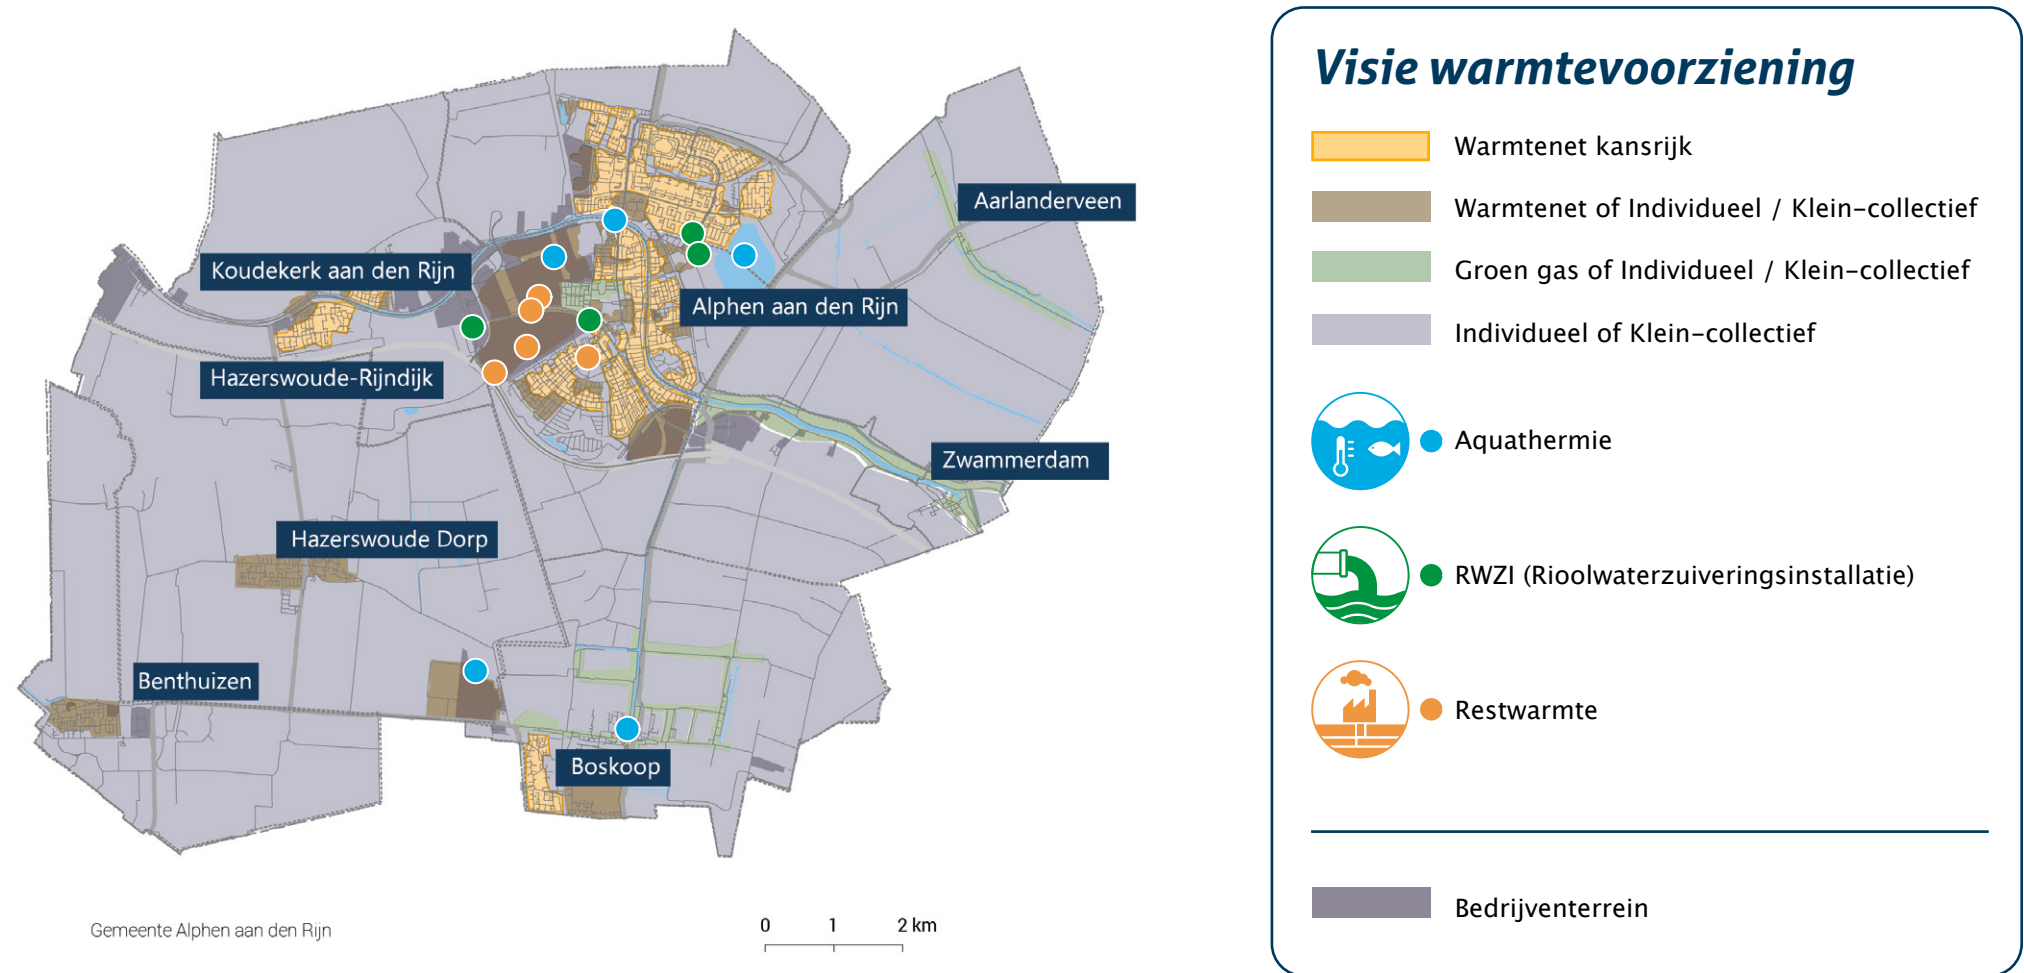 Aarlanderveen
Koudekerk aan den Rijn
Alphen aan den Rijn
Hazerswoude-Rijndijk
Zwammerdam
Hazerswoude Dorp
Benthuizen
Boskoop
Gemeente Alphen aan den Rijn
0 1 2 km
Visie warmtevoorziening
Warmtenet kansrijk
Warmtenet of Individueel / Klein-collectief
Groen gas of Individueel / Klein-collectief
Individueel of Klein-collectief
Aquathermie
RWZI (Rioolwaterzuiveringsinstallatie)
Restwarmte
Bedrijventerrein